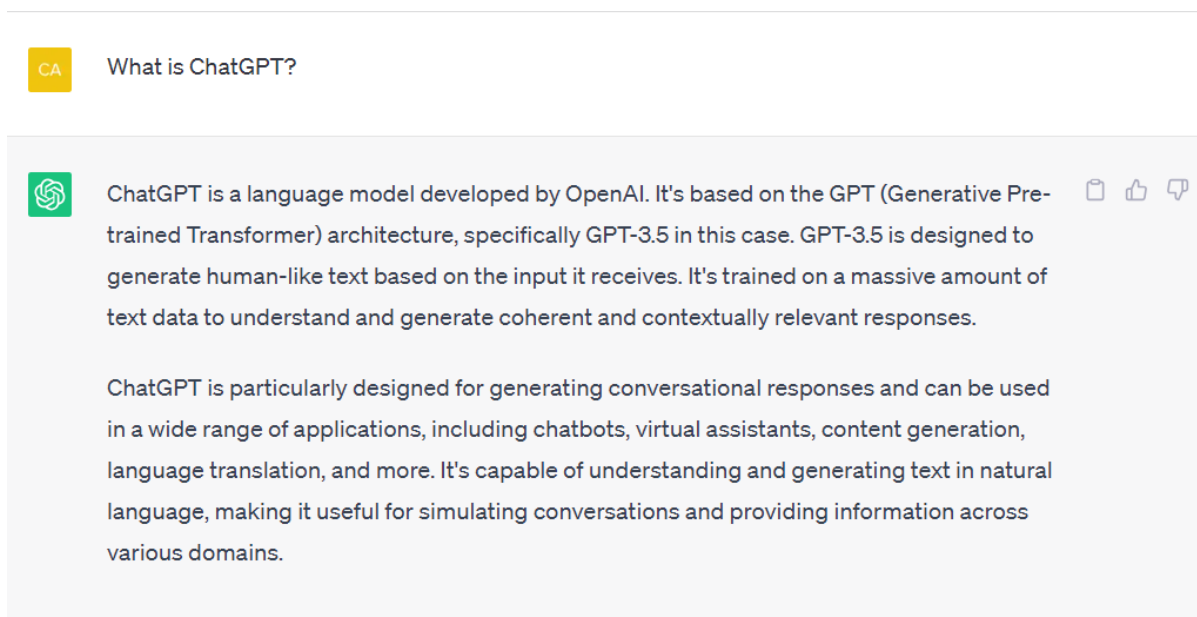 CA
What is ChatGPT?
ChatGPT is a language model developed by OpenAI. It's based on the GPT (Generative Pre-
trained Transformer) architecture, specifically GPT-3.5 in this case. GPT-3.5 is designed to
generate human-like text based on the input it receives. It's trained on a massive amount of
text data to understand and generate coherent and contextually relevant responses.
ChatGPT is particularly designed for generating conversational responses and can be used
in a wide range of applications, including chatbots, virtual assistants, content generation,
language translation, and more. It's capable of understanding and generating text in natural
language, making it useful for simulating conversations and providing information across
various domains.